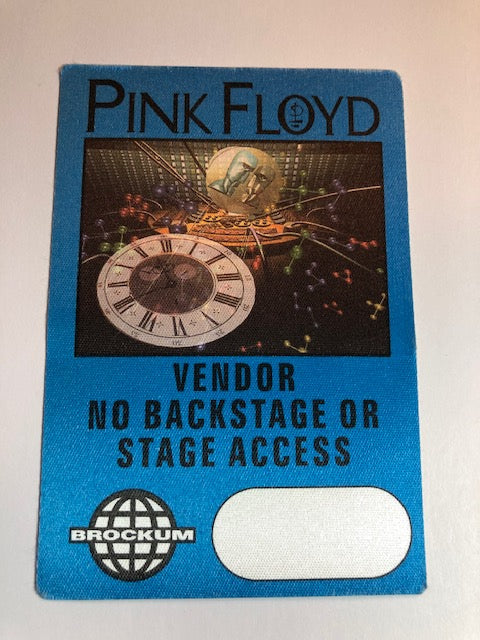 PINK FLOYD
VENDOR
NO BACKSTAGE OR
STAGE ACCESS
BROCKUM